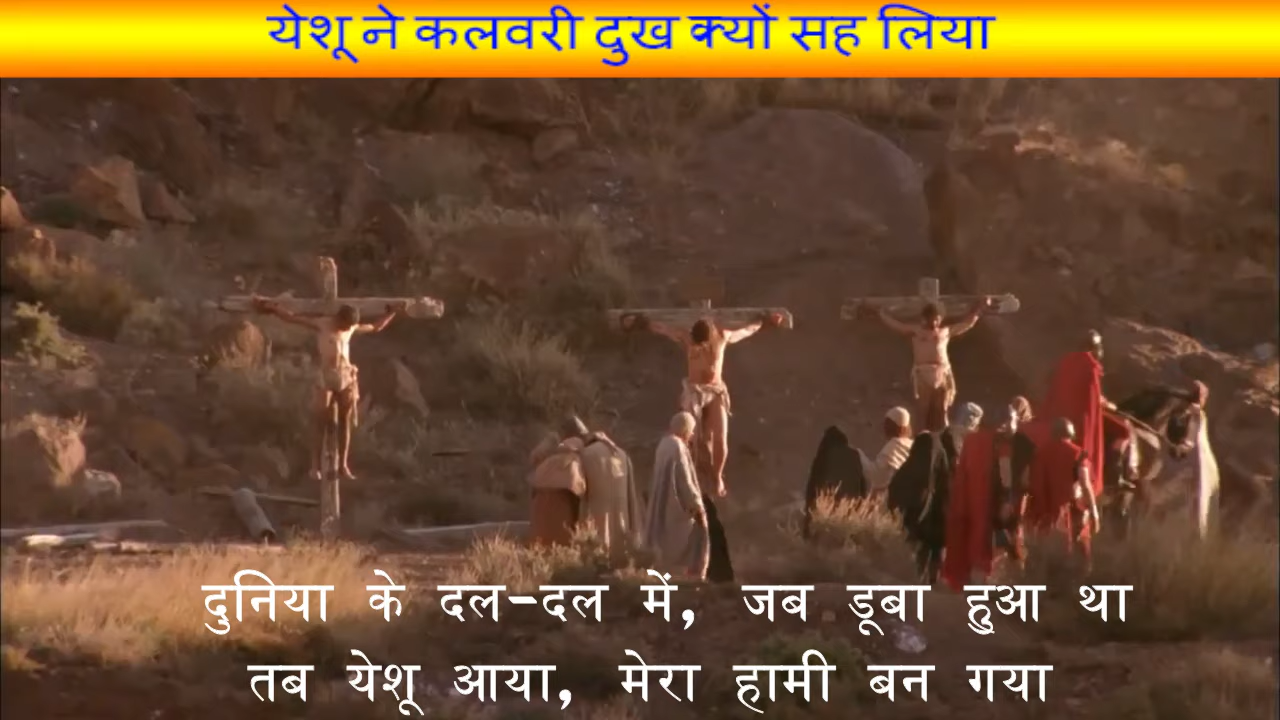 येशू ने कलवरी दुख क्यों सह लिया
दुनिया के दल-दल में, जब डूबा हुआ था
तब येशू आया, मेरा हामी बन गया